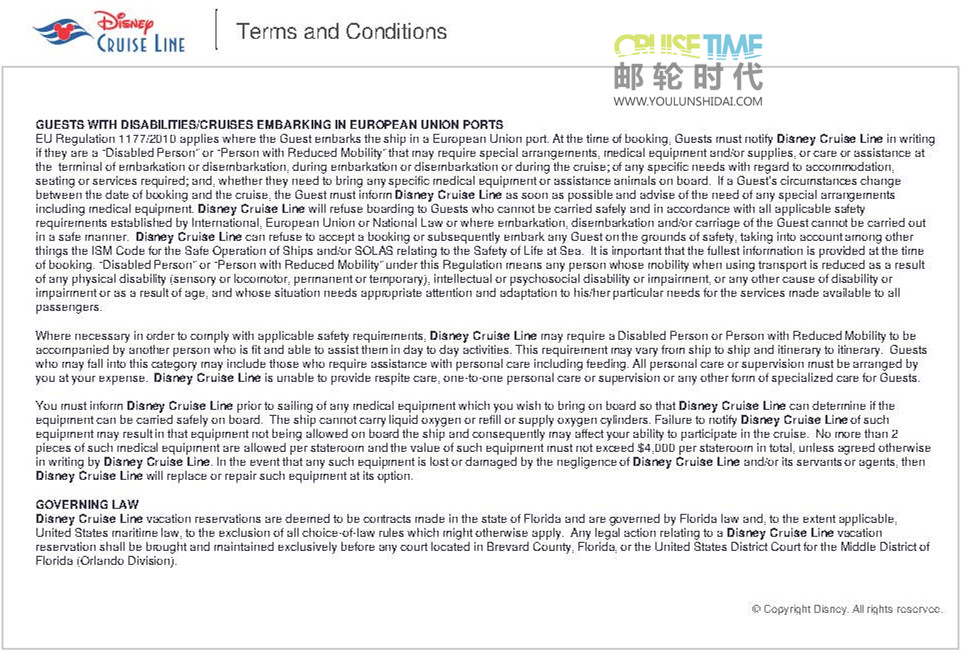 Disney
CRUISE LINE
Terms and Conditions
CRUISE TIME
邮轮时代
WWW.YOULUNSHIDAI.COM
GUESTS WITH DISABILITIES/CRUISES EMBARKING IN EUROPEAN UNION PORTS
EU Regulation 1177/2010 applies where the Guest embarks the ship in a European Union port. At the time of booking, Guests must notify Disney Cruise Line in writing
if they are a "Disabled Person" or "Person with Reduced Mobility" that may require special arrangements, medical equipment and/or supplies, or care or assistance at
the terminal of embarkation or disembarkation, during embarkation or disembarkation or during the cruise; of any specific needs with regard to accommodation,
seating or services required; and, whether they need to bring any specific medical equipment or assistance animals on board. If a Guest's circumstances change
between the date of booking and the cruise, the Guest must inform Disney Cruise Line as soon as possible and advise of the need of any special arrangements
including medical equipment. Disney Cruise Line will refuse boarding to Guests who cannot be carried safely and in accordance with all applicable safety
requirements established by International, European Union or National Law or where embarkation, disembarkation and/or carriage of the Guest cannot be carried out
in a safe manner. Disney Cruise Line can refuse to accept a booking or subsequently embark any Guest on the grounds of safety, taking into account among other
things the ISM Code for the Safe Operation of Ships and/or SOLAS relating to the Safety of Life at Sea. It is important that the fullest information is provided at the time
of booking. "Disabled Person" or "Person with Reduced Mobility" under this Regulation means any person whose mobility when using transport is reduced as a result
of any physical disability (sensory or locomotor, permanent or temporary), intellectual or psychosocial disability or impairment, or any other cause of disability or
impairment or as a result of age, and whose situation needs appropriate attention and adaptation to his/her particular needs for the services made available to all
passengers.
Where necessary in order to comply with applicable safety requirements, Disney Cruise Line may require a Disabled Person or Person with Reduced Mobility to be
accompanied by another person who is fit and able to assist them in day to day activities. This requirement may vary from ship to ship and itinerary to itinerary. Guests
who may fall into this category may include those who require assistance with personal care including feeding. All personal care or supervision must be arranged by
you at your expense. Disney Cruise Line is unable to provide respite care, one-to-one personal care or supervision or any other form of specialized care for Guests.
You must inform Disney Cruise Line prior to sailing of any medical equipment which you wish to bring on board so that Disney Cruise Line can determine if the
equipment can be carried safely on board. The ship cannot carry liquid oxygen or refill or supply oxygen cylinders. Failure to notify Disney Cruise Line of such
equipment may result in that equipment not being allowed on board the ship and consequently may affect your ability to participate in the cruise. No more than 2
pieces of such medical equipment are allowed per stateroom and the value of such equipment must not exceed $4,000 per stateroom in total, unless agreed otherwise
in writing by Disney Cruise Line. In the event that any such equipment is lost or damaged by the negligence of Disney Cruise Line and/or its servants or agents, then
Disney Cruise Line will replace or repair such equipment at its option.
GOVERNING LAW
Disney Cruise Line vacation reservations are deemed to be contracts made in the state of Florida and are governed by Florida law and, to the extent applicable,
United States maritime law, to the exclusion of all choice-of-law rules which might otherwise apply. Any legal action relating to a Disney Cruise Line vacation
reservation shall be brought and maintained exclusively before any court located in Brevard County, Florida, or the United States District Court for the Middle District of
Florida (Orlando Division).
© Copyright Disney. All rights reserved.